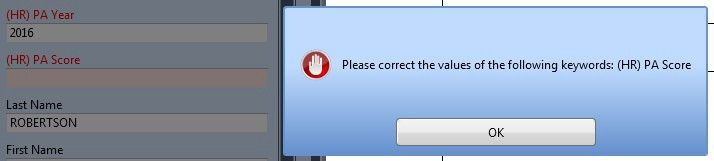 (HR) PA Year
2016
(HR) PA Score
Last Name
ROBERTSON
First Name
Please correct the values of the following keywords: (HR) PA Score
OK